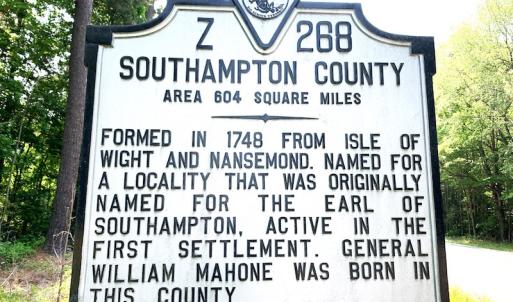 Z 268
SOUTHAMPTON COUNTY
AREA 604 SQUARE MILES
FORMED IN 1748 FROM ISLE OF
WIGHT AND NANSEMOND. NAMED FOR
A LOCALITY THAT WAS ORIGINALLY
NAMED FOR THE EARL OF
SOUTHAMPTON, ACTIVE IN THE
FIRST SETTLEMENT. GENERAL
WILLIAM MAHONE WAS BORN IN
THIS COUNTY